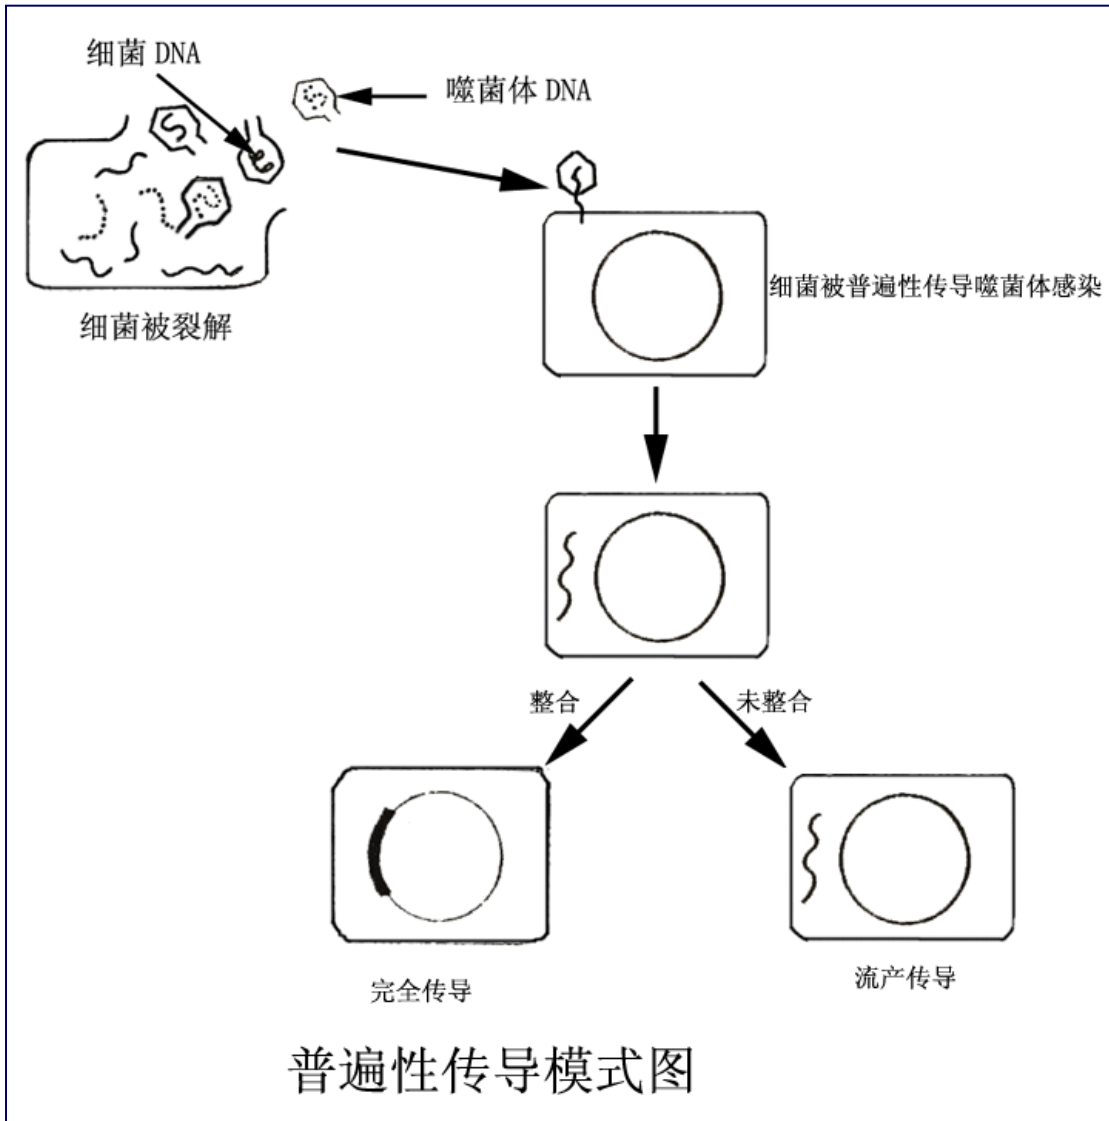 细菌 DNA
噬菌体 DNA
细菌被裂解
细菌被普遍性传导噬菌体感染
整合
未整合
完全传导
流产传导
普遍性传导模式图